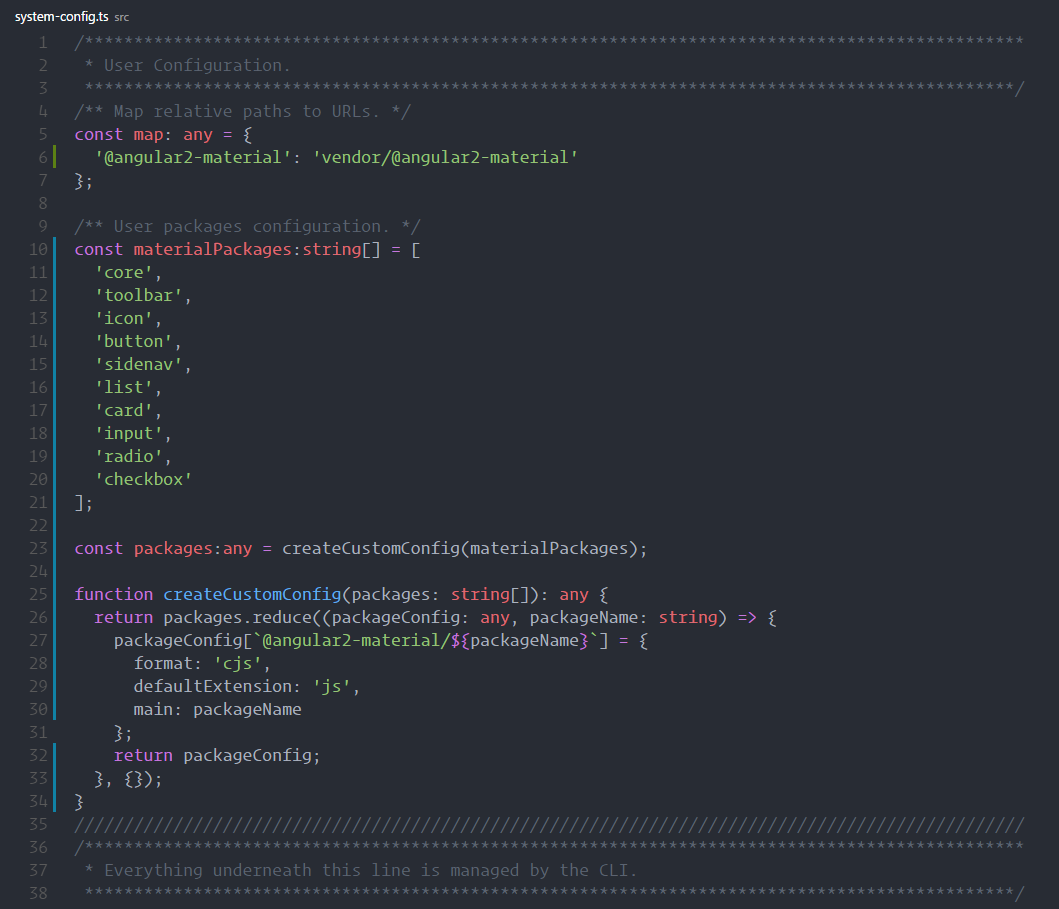 system-config.ts src
1 /***********************************************************************************************
2  * User Configuration.
3  **********************************************************************************************/
4 /** Map relative paths to URLs. */
5 const map: any = {
6   '@angular2-material': 'vendor/@angular2-material'
7 };
8
9 /** User packages configuration. */
10 const materialPackages:string[] = [
11   'core',
12   'toolbar',
13   'icon',
14   'button',
15   'sidenav',
16   'list',
17   'card',
18   'input',
19   'radio',
20   'checkbox'
21 ];
22
23 const packages:any = createCustomConfig(materialPackages);
24
25 function createCustomConfig(packages: string[]): any {
26   return packages.reduce((packageConfig: any, packageName: string) => {
27     packageConfig[`@angular2-material/${packageName}`] = {
28       format: 'cjs',
29       defaultExtension: 'js',
30       main: packageName
31     };
32     return packageConfig;
33   }, {});
34 }
35 ////////////////////////////////////////////////////////////////////////////////////////////////
36 /***********************************************************************************************
37  * Everything underneath this line is managed by the CLI.
38  **********************************************************************************************/